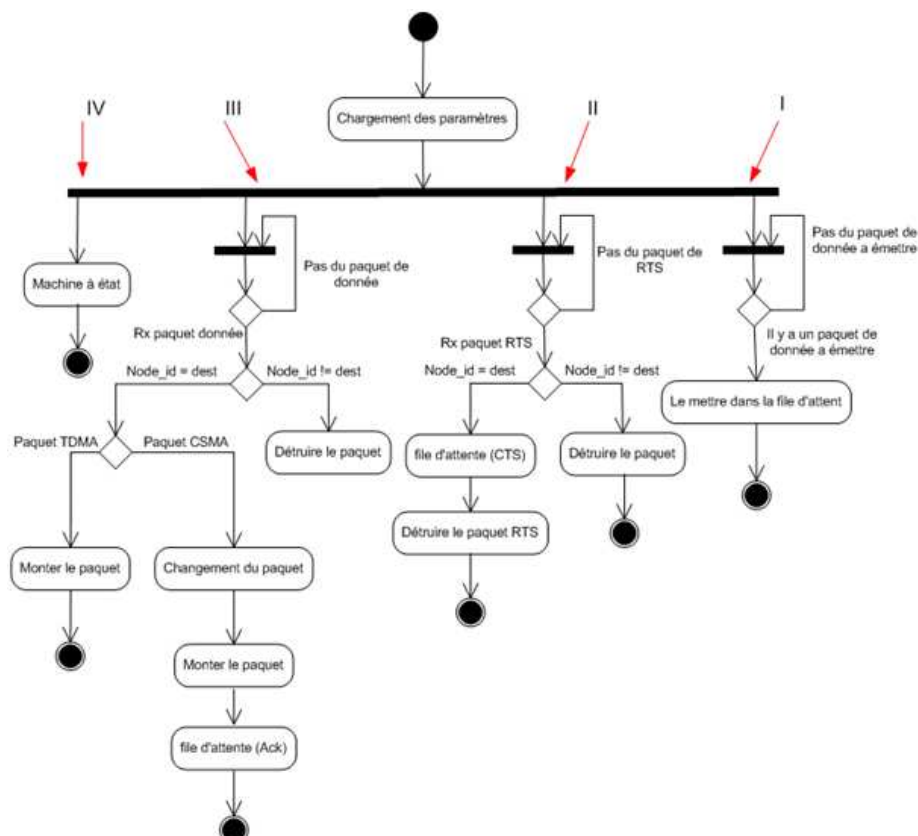 IV
III
II
I
Chargement des paramètres
Pas du paquet de
donnée a émettre
Pas du paquet de
RTS
Pas du paquet de
donnée
Machine à état
Rx paquet donnée
Rx paquet RTS
Il y a un paquet de
donnée a émettre
Node_id = dest
Node_id != dest
Node_id = dest
Node_id != dest
Le mettre dans la file d'attent
Paquet TDMA
Paquet CSMA
Détruire le paquet
file d'attente (CTS)
Détruire le paquet
Détruire le paquet RTS
Monter le paquet
Changement du paquet
Monter le paquet
file d'attente (Ack)